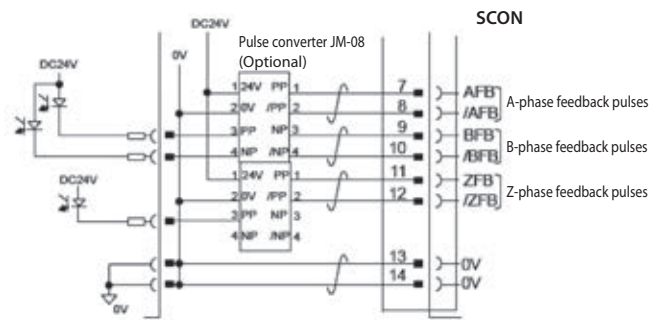 SCON
DC24V
0V
Pulse converter JM-08
(Optional)
DC24V
1 24V PP 1 7 AFB
2 0V /PP 2 8 /AFB
A-phase feedback pulses
3 PP NP 3 9 BFB
4 NP /NP 4 10 /BFB
B-phase feedback pulses
DC24V
1 24V PP 1 11 ZFB
2 0V /PP 2 12 /ZFB
Z-phase feedback pulses
3 PP NP 3
4 NP /NP 4
13 0V
14 0V
0V